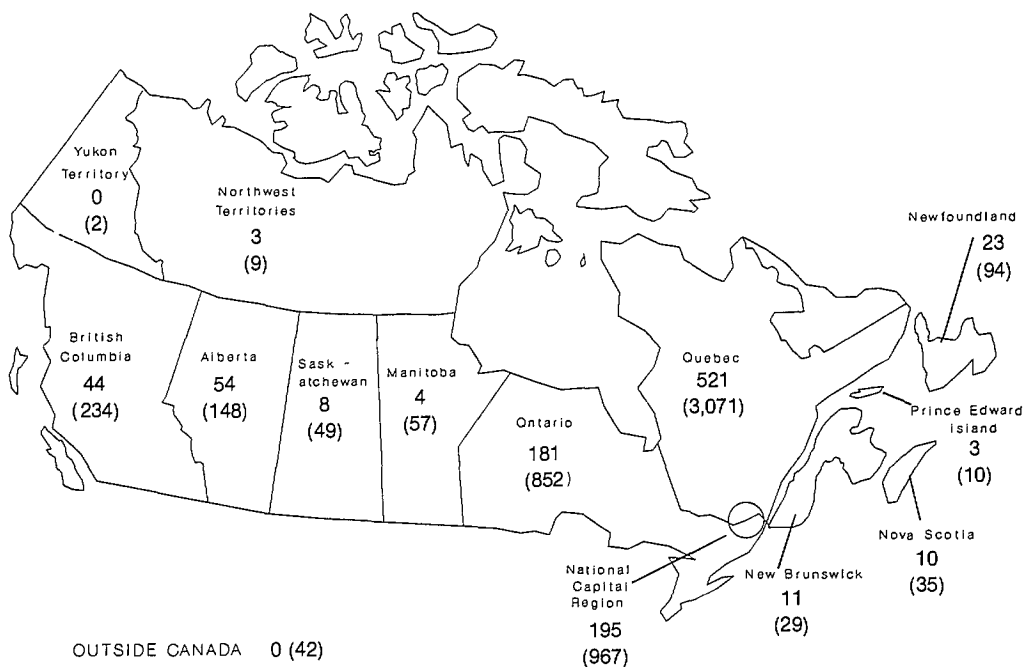 Yukon
Territory
0
(2)
Northwest
Territories
3
(9)
British
Columbia
44
(234)
Alberta
54
(148)
Sask -
atchewan
8
(49)
Manitoba
4
(57)
Ontario
181
(852)
Quebec
521
(3,071)
Newfoundland
23
(94)
Prince Edward
island
3
(10)
Nova Scotia
10
(35)
New Brunswick
11
(29)
National
Capital
Region
195
(967)
OUTSIDE CANADA 0 (42)